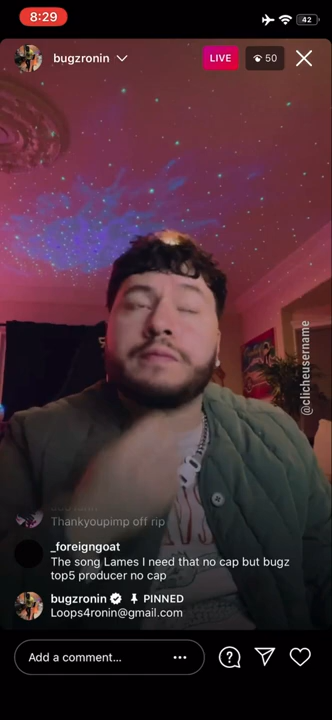 8:29
42
bugzronin
LIVE
50
@clicheusername
Thankyoupimp off rip
_foreigngoat
The song Lames I need that no cap but bugz
top5 producer no cap
bugzronin PINNED
Loops4ronin@gmail.com
Add a comment...